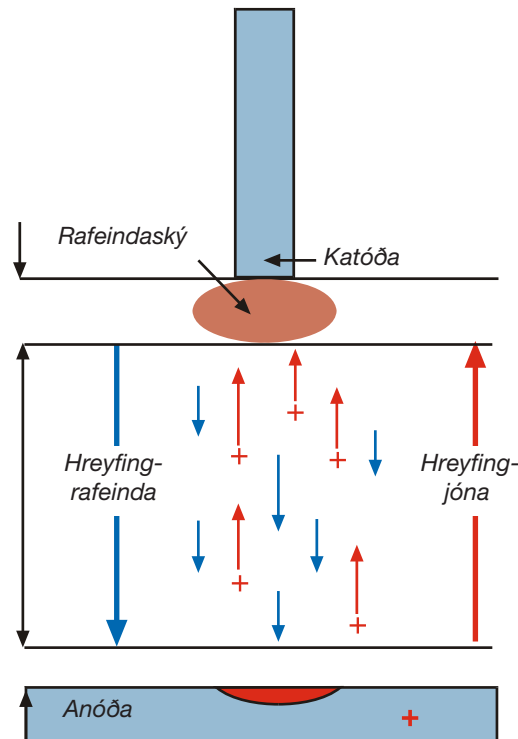 Rafeindaský
Katóða
+
+
+
Hreyfing-
rafeinda
Hreyfing-
jóna
+
+
Anóða
+